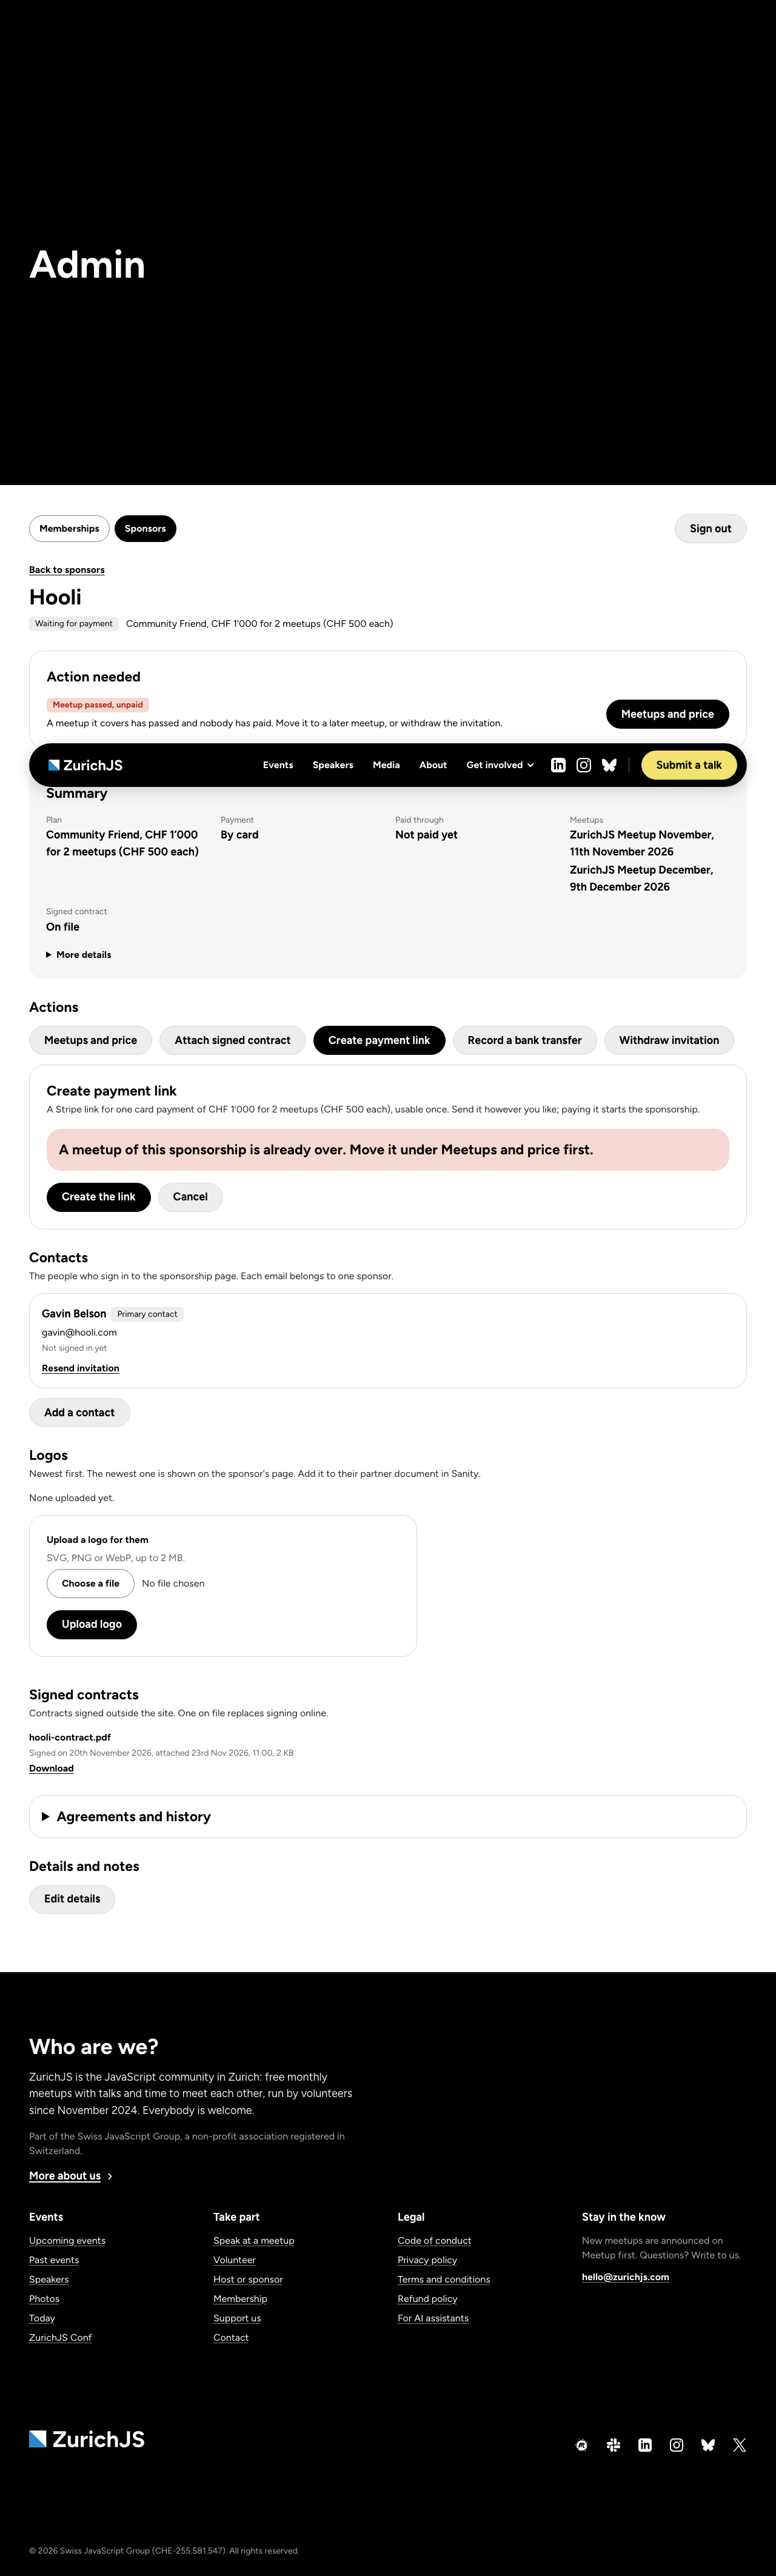 Admin
Memberships
Sponsors
Sign out
Back to sponsors
Hooli
Waiting for payment
Community Friend, CHF 1’000 for 2 meetups (CHF 500 each)
Action needed
Meetup passed, unpaid
A meetup it covers has passed and nobody has paid. Move it to a later meetup, or withdraw the invitation.
Meetups and price
ZurichJS
Events
Speakers
Media
About
Get involved
Submit a talk
Summary
Plan
Community Friend, CHF 1’000
for 2 meetups (CHF 500 each)
Payment
By card
Paid through
Not paid yet
Meetups
ZurichJS Meetup November,
11th November 2026
ZurichJS Meetup December,
9th December 2026
Signed contract
On file
More details
Actions
Meetups and price
Attach signed contract
Create payment link
Record a bank transfer
Withdraw invitation
Create payment link
A Stripe link for one card payment of CHF 1’000 for 2 meetups (CHF 500 each), usable once. Send it however you like; paying it starts the sponsorship.
A meetup of this sponsorship is already over. Move it under Meetups and price first.
Create the link
Cancel
Contacts
The people who sign in to the sponsorship page. Each email belongs to one sponsor.
Gavin Belson
Primary contact
gavin@hooli.com
Not signed in yet
Resend invitation
Add a contact
Logos
Newest first. The newest one is shown on the sponsor's page. Add it to their partner document in Sanity.
None uploaded yet.
Upload a logo for them
SVG, PNG or WebP, up to 2 MB.
Choose a file
No file chosen
Upload logo
Signed contracts
Contracts signed outside the site. One on file replaces signing online.
hooli-contract.pdf
Signed on 20th November 2026, attached 23rd Nov 2026, 11:00, 2 KB
Download
Agreements and history
Details and notes
Edit details
Who are we?
ZurichJS is the JavaScript community in Zurich: free monthly
meetups with talks and time to meet each other, run by volunteers
since November 2024. Everybody is welcome.
Part of the Swiss JavaScript Group, a non-profit association registered in
Switzerland.
More about us
Events
Upcoming events
Past events
Speakers
Photos
Today
ZurichJS Conf
Take part
Speak at a meetup
Volunteer
Host or sponsor
Membership
Support us
Contact
Legal
Code of conduct
Privacy policy
Terms and conditions
Refund policy
For AI assistants
Stay in the know
New meetups are announced on
Meetup first. Questions? Write to us.
hello@zurichjs.com
ZurichJS
© 2026 Swiss JavaScript Group (CHE-255.581.547). All rights reserved.